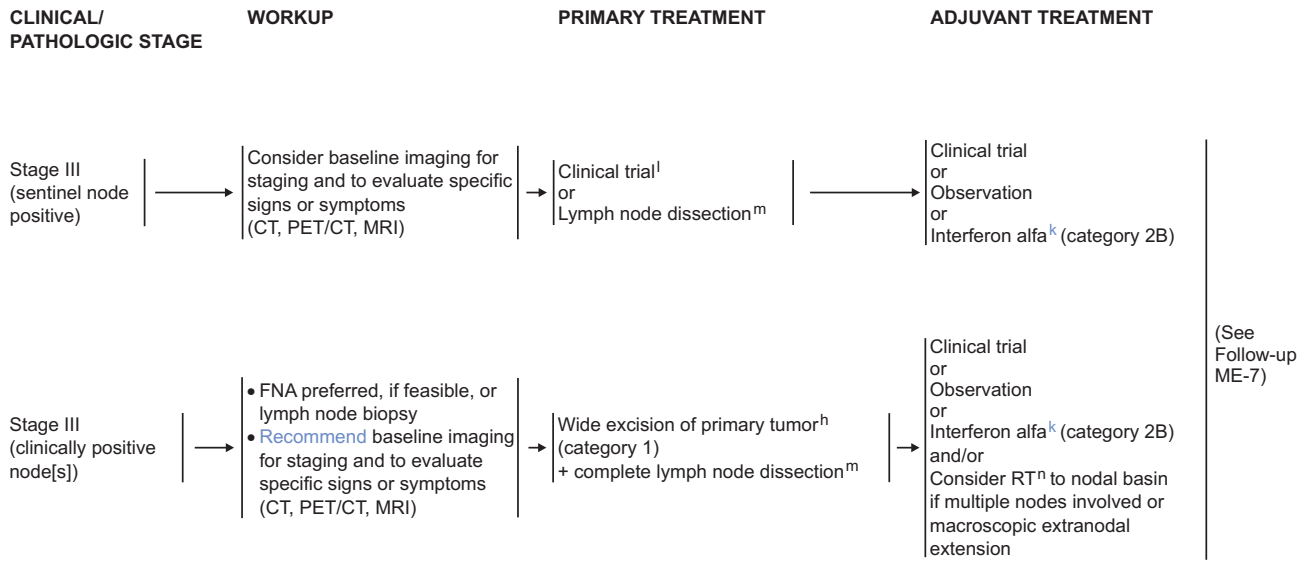 CLINICAL/
PATHOLOGIC STAGE
WORKUP
PRIMARY TREATMENT
ADJUVANT TREATMENT
Stage III
(sentinel node
positive)
Consider baseline imaging for
staging and to evaluate specific
signs or symptoms
(CT, PET/CT, MRI)
Clinical trial^l
or
Lymph node dissection^m
Clinical trial
or
Observation
or
Interferon alfa^k (category 2B)
Stage III
(clinically positive
node[s])
• FNA preferred, if feasible, or
lymph node biopsy
• Recommend baseline imaging
for staging and to evaluate
specific signs or symptoms
(CT, PET/CT, MRI)
Wide excision of primary tumor^h
(category 1)
+ complete lymph node dissection^m
Clinical trial
or
Observation
or
Interferon alfa^k (category 2B)
and/or
Consider RT^n to nodal basin
if multiple nodes involved or
macroscopic extranodal
extension
(See
Follow-up
ME-7)